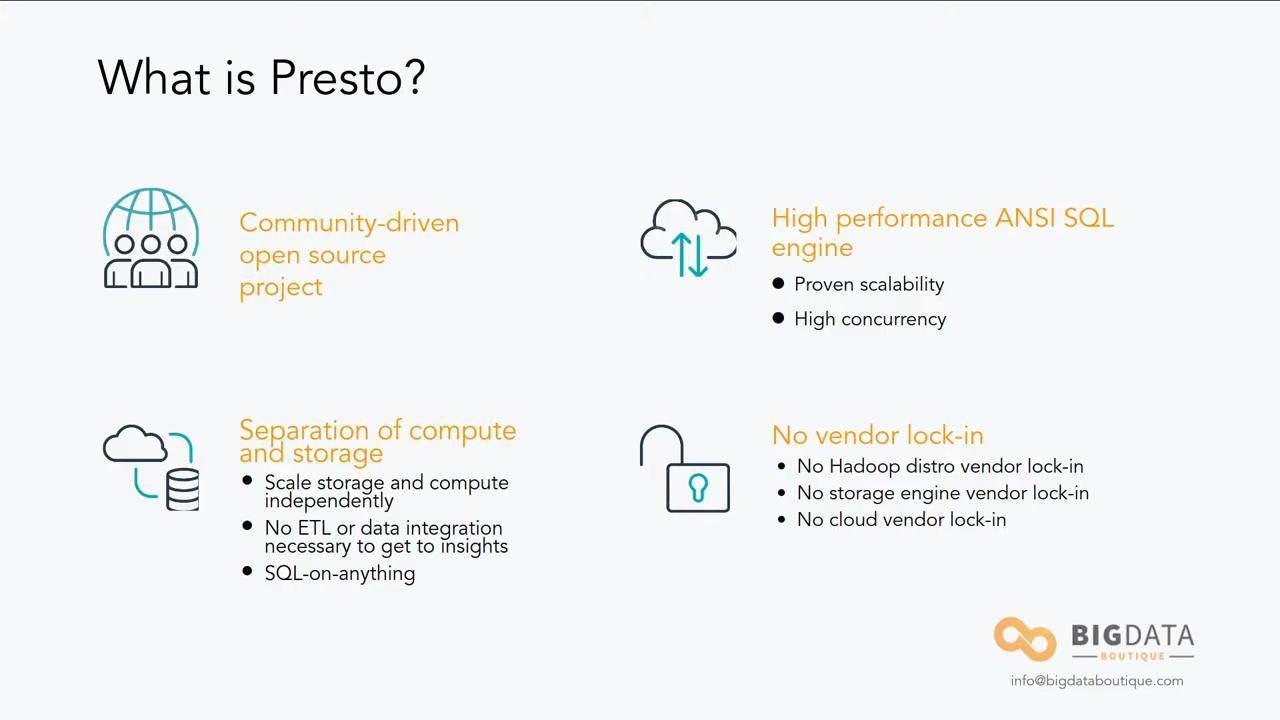 What is Presto?
Community-driven
open source
project
High performance ANSI SQL
engine
● Proven scalability
● High concurrency
Separation of compute
and storage
● Scale storage and compute
independently
● No ETL or data integration
necessary to get to insights
● SQL-on-anything
No vendor lock-in
• No Hadoop distro vendor lock-in
• No storage engine vendor lock-in
• No cloud vendor lock-in
BIGDATA
BOUTIQUE
info@bigdataboutique.com